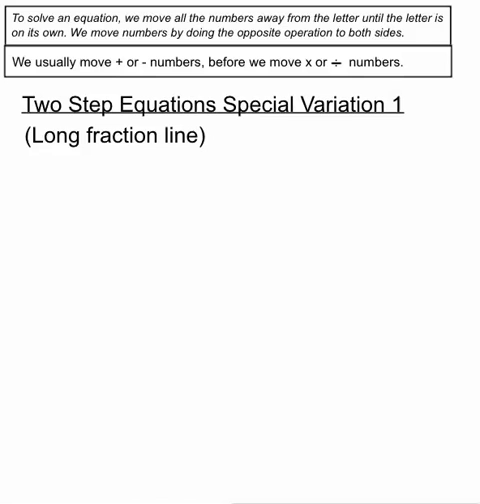 To solve an equation, we move all the numbers away from the letter until the letter is
on its own. We move numbers by doing the opposite operation to both sides.
We usually move + or - numbers, before we move x or ÷ numbers.
Two Step Equations Special Variation 1
(Long fraction line)